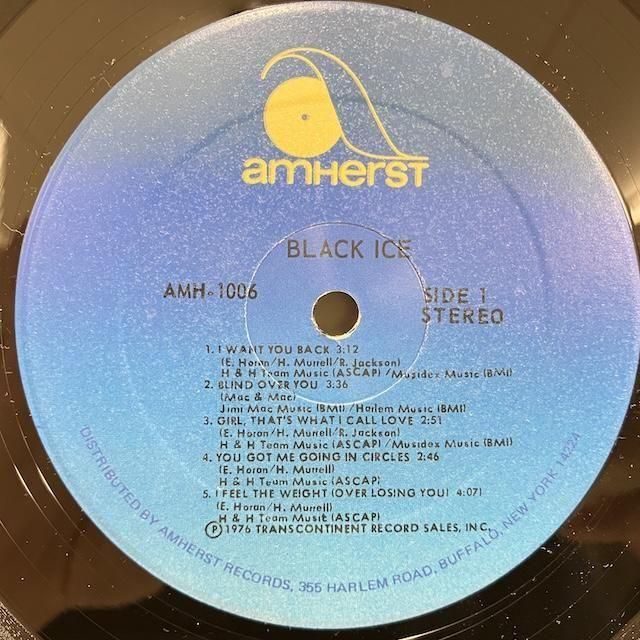 amHerST
BLACK ICE
AMH-1006
SIDE 1
STEREO
1. I WANT YOU BACK 3:12
(E. Horan/H. Murrell/R. Jackson)
H & H Team Music (ASCAP) /Musidex Music (BMI)
2. BLIND OVER YOU 3:36
(Mac & Mac)
Jimi Mac Music (BMI) /Harlem Music (BMI)
3. GIRL, THAT'S WHAT I CALL LOVE 2:51
(E. Horan/H. Murrell/R. Jackson)
H & H Team Music (ASCAP) /Musidex Music (BMI)
4. YOU GOT ME GOING IN CIRCLES 2:46
(E. Horan/H. Murrell)
H & H Team Music (ASCAP)
5. I FEEL THE WEIGHT (OVER LOSING YOU) 4:07)
(E. Horan/H. Murrell)
H & H Team Music (ASCAP)
℗ 1976 TRANSCONTINENT RECORD SALES, INC.
DISTRIBUTED BY AMHERST RECORDS, 355 HARLEM ROAD, BUFFALO, NEW YORK 14224